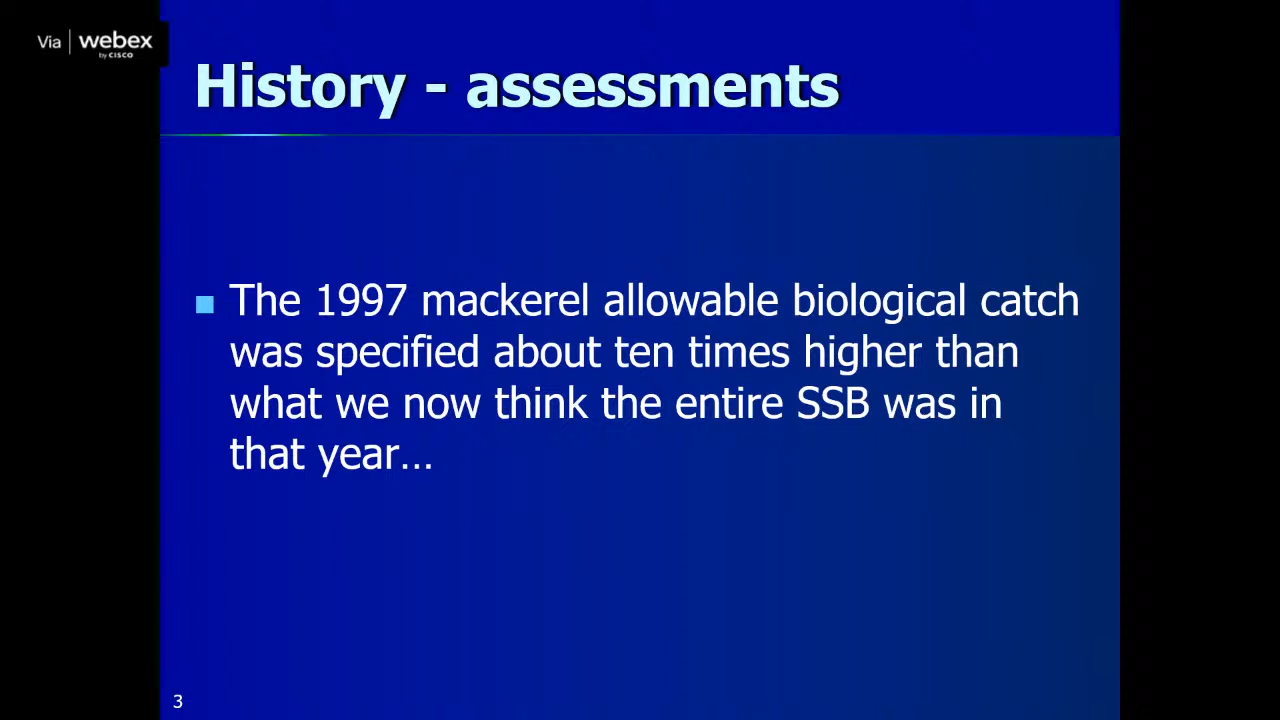 Via webex
by CISCO
History - assessments
The 1997 mackerel allowable biological catch
was specified about ten times higher than
what we now think the entire SSB was in
that year…
3